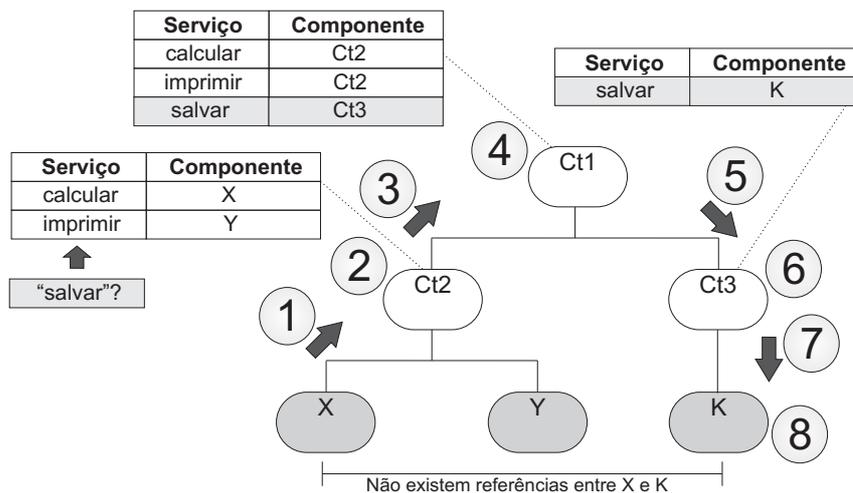 Serviço Componente
calcular Ct2
imprimir Ct2
salvar Ct3
Serviço Componente
salvar K
Serviço Componente
calcular X
imprimir Y
“salvar”?
4
Ct1
3
5
2
Ct2
Ct3
6
1
7
X
Y
K
8
Não existem referências entre X e K